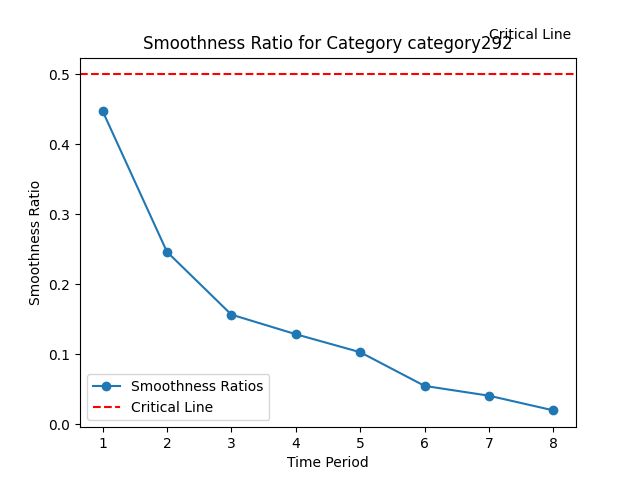 Critical Line
Smoothness Ratio for Category category292
Smoothness Ratio
0.5
0.4
0.3
0.2
0.1
0.0
Smoothness Ratios
Critical Line
1 2 3 4 5 6 7 8
Time Period